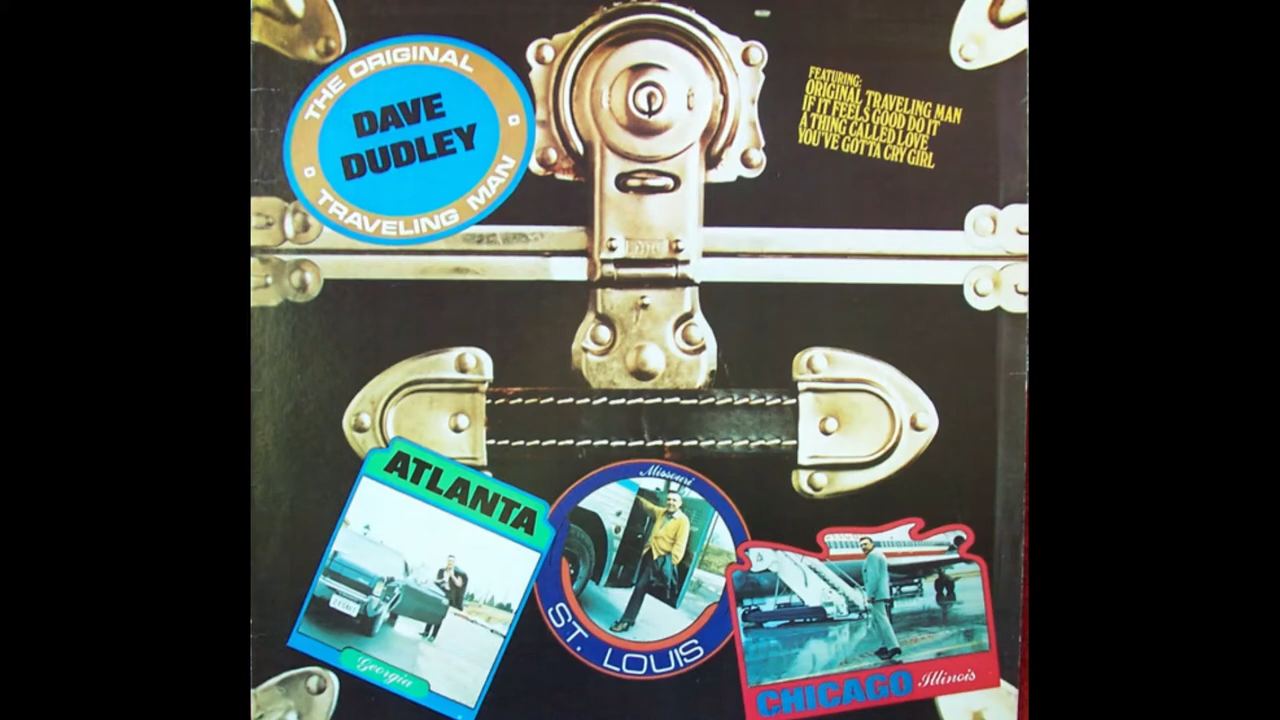 THE ORIGINAL
DAVE
DUDLEY
TRAVELING MAN
FEATURING:
ORIGINAL TRAVELING MAN
IF IT FEELS GOOD DO IT
A THING CALLED LOVE
YOU'VE GOTTA CRY GIRL
ATLANTA
Georgia
Missouri
ST. LOUIS
CHICAGO Illinois